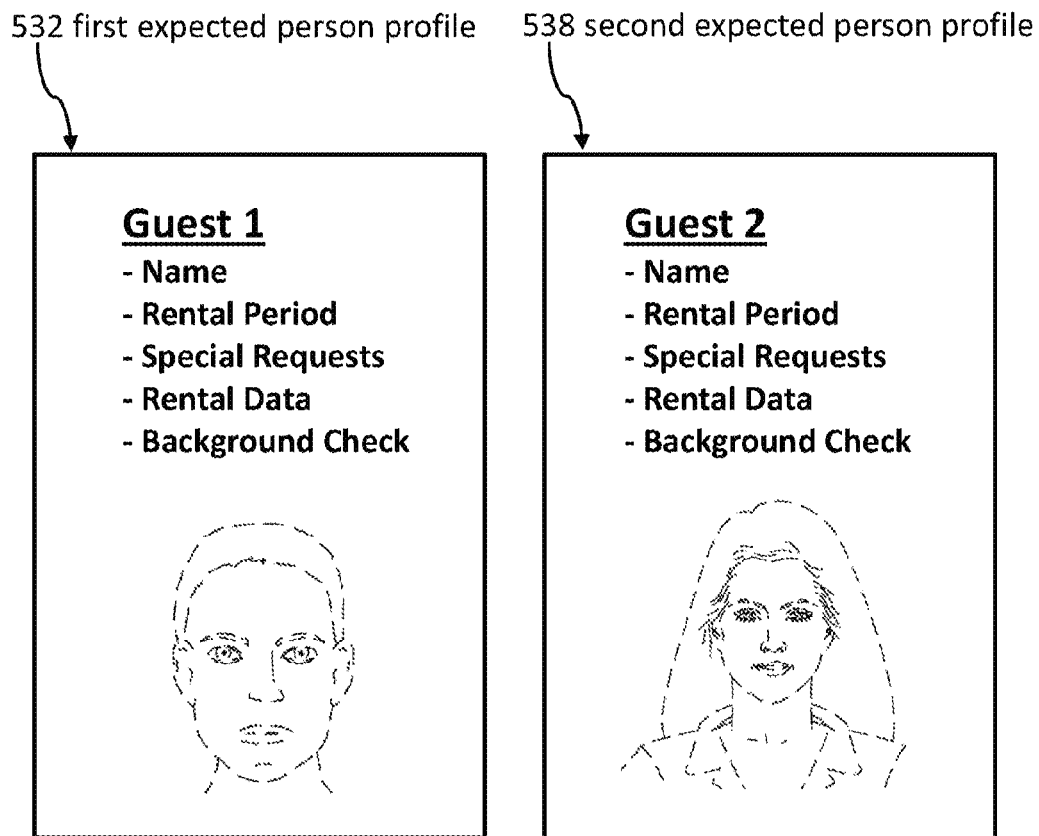 532 first expected person profile
538 second expected person profile
Guest 1
- Name
- Rental Period
- Special Requests
- Rental Data
- Background Check
Guest 2
- Name
- Rental Period
- Special Requests
- Rental Data
- Background Check